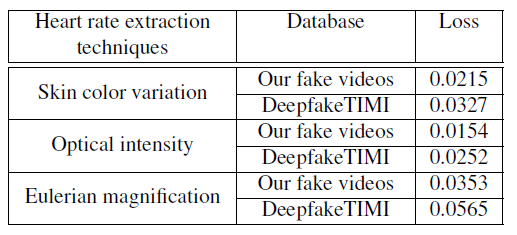 Heart rate extraction techniques Database Loss
Skin color variation Our fake videos 0.0215
DeepfakeTIMI 0.0327
Optical intensity Our fake videos 0.0154
DeepfakeTIMI 0.0252
Eulerian magnification Our fake videos 0.0353
DeepfakeTIMI 0.0565